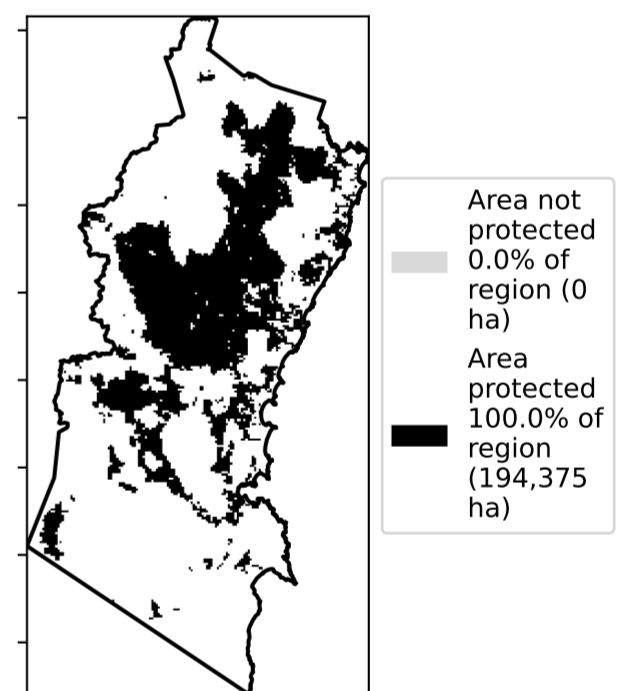 Area not
protected
0.0% of
region (0
ha)
Area
protected
100.0% of
region
(194,375
ha)